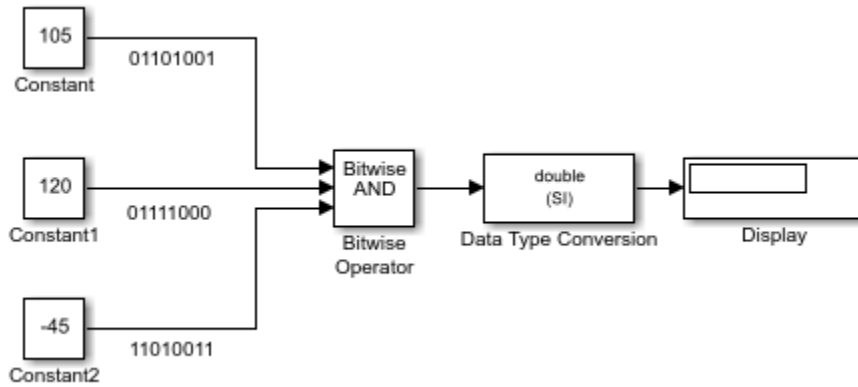 105
01101001
Constant
120
01111000
Constant1
-45
11010011
Constant2
Bitwise
AND
Bitwise
Operator
double
(SI)
Data Type Conversion
Display